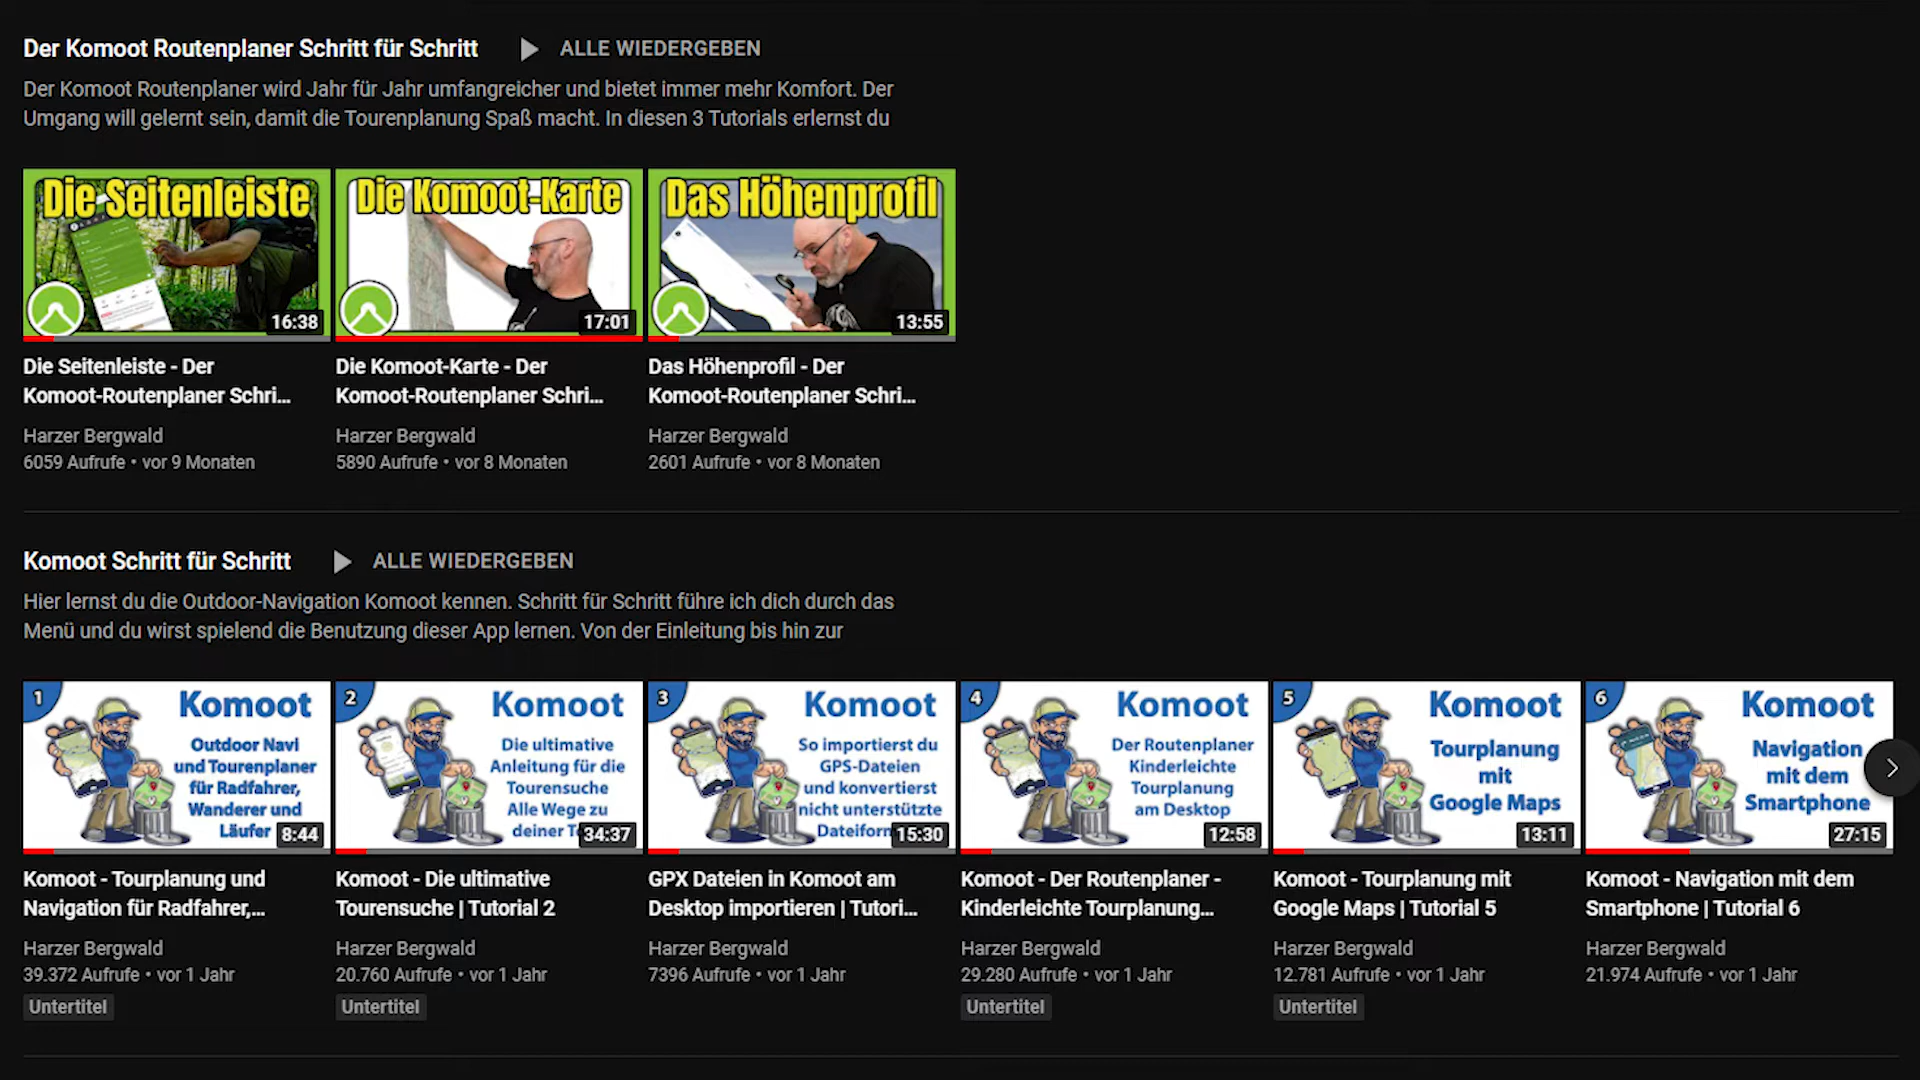 Der Komoot Routenplaner Schritt für Schritt
ALLE WIEDERGEBEN
Der Komoot Routenplaner wird Jahr für Jahr umfangreicher und bietet immer mehr Komfort. Der
Umgang will gelernt sein, damit die Tourenplanung Spaß macht. In diesen 3 Tutorials erlernst du
Die Seitenleiste
16:38
Die Seitenleiste - Der
Komoot-Routenplaner Schri...
Harzer Bergwald
6059 Aufrufe • vor 9 Monaten
Die Komoot-Karte
17:01
Die Komoot-Karte - Der
Komoot-Routenplaner Schri...
Harzer Bergwald
5890 Aufrufe • vor 8 Monaten
Das Höhenprofil
13:55
Das Höhenprofil - Der
Komoot-Routenplaner Schri...
Harzer Bergwald
2601 Aufrufe • vor 8 Monaten
Komoot Schritt für Schritt
ALLE WIEDERGEBEN
Hier lernst du die Outdoor-Navigation Komoot kennen. Schritt für Schritt führe ich dich durch das
Menü und du wirst spielend die Benutzung dieser App lernen. Von der Einleitung bis hin zur
1
Komoot
Outdoor Navi
und Tourenplaner
für Radfahrer,
Wanderer und
Läufer
8:44
Komoot - Tourplanung und
Navigation für Radfahrer,...
Harzer Bergwald
39.372 Aufrufe • vor 1 Jahr
Untertitel
2
Komoot
Die ultimative
Anleitung für die
Tourensuche
Alle Wege zu
deiner
34:37
Komoot - Die ultimative
Tourensuche | Tutorial 2
Harzer Bergwald
20.760 Aufrufe • vor 1 Jahr
Untertitel
3
Komoot
So importierst du
GPS-Dateien
und konvertierst
nicht unterstützte
Dateiform
15:30
GPX Dateien in Komoot am
Desktop importieren | Tutori...
Harzer Bergwald
7396 Aufrufe • vor 1 Jahr
4
Komoot
Der Routenplaner
Kinderleichte
Tourplanung
am Desktop
12:58
Komoot - Der Routenplaner -
Kinderleichte Tourplanung...
Harzer Bergwald
29.280 Aufrufe • vor 1 Jahr
Untertitel
5
Komoot
Tourplanung
mit
Google Maps
13:11
Komoot - Tourplanung mit
Google Maps | Tutorial 5
Harzer Bergwald
12.781 Aufrufe • vor 1 Jahr
Untertitel
6
Komoot
Navigation
mit dem
Smartphone
27:15
Komoot - Navigation mit dem
Smartphone | Tutorial 6
Harzer Bergwald
21.974 Aufrufe • vor 1 Jahr